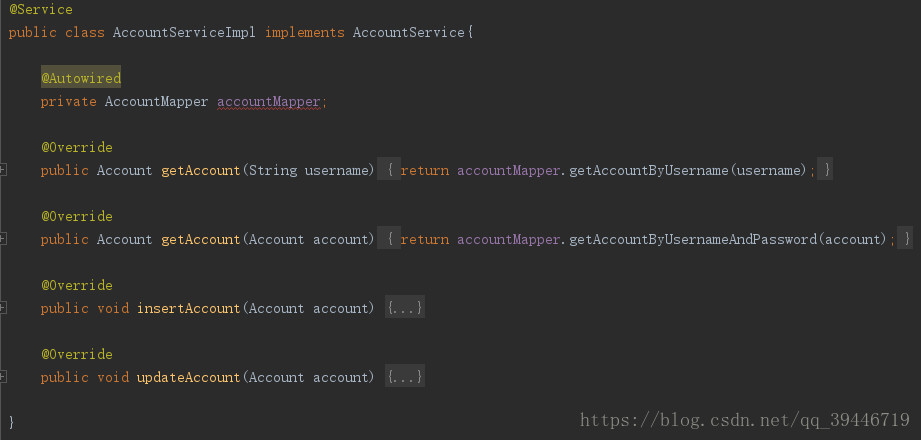 @Service
public class AccountServiceImpl implements AccountService{
@Autowired
private AccountMapper accountMapper;
@Override
public Account getAccount(String username) { return accountMapper.getAccountByUsername(username); }
@Override
public Account getAccount(Account account) { return accountMapper.getAccountByUsernameAndPassword(account); }
@Override
public void insertAccount(Account account) {...}
@Override
public void updateAccount(Account account) {...}
}
https://blog.csdn.net/qq_39446719